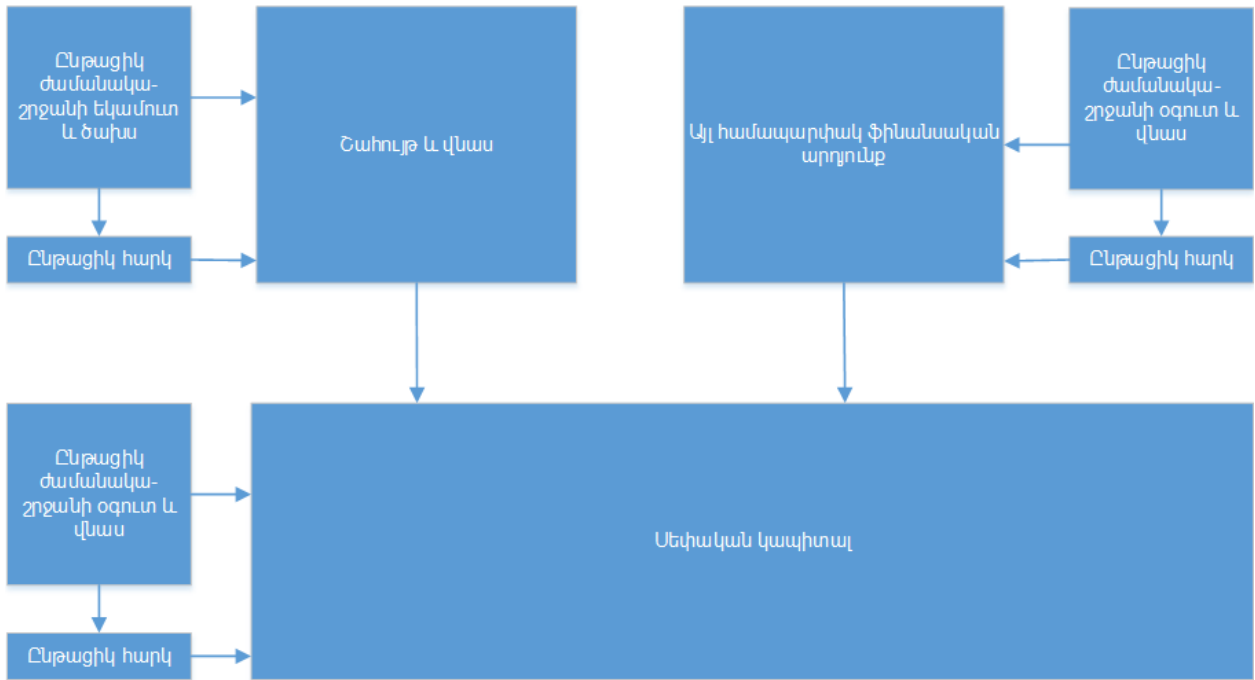 Ընթացիկ
ժամանակա-
շրջանի եկամուտ
և ծախս
Շահույթ և վնաս
Այլ համապարփակ ֆինանսական
արդյունք
Ընթացիկ
ժամանակա-
շրջանի օգուտ և
վնաս
Ընթացիկ հարկ
Ընթացիկ հարկ
Ընթացիկ
ժամանակա-
շրջանի օգուտ և
վնաս
Սեփական կապիտալ
Ընթացիկ հարկ